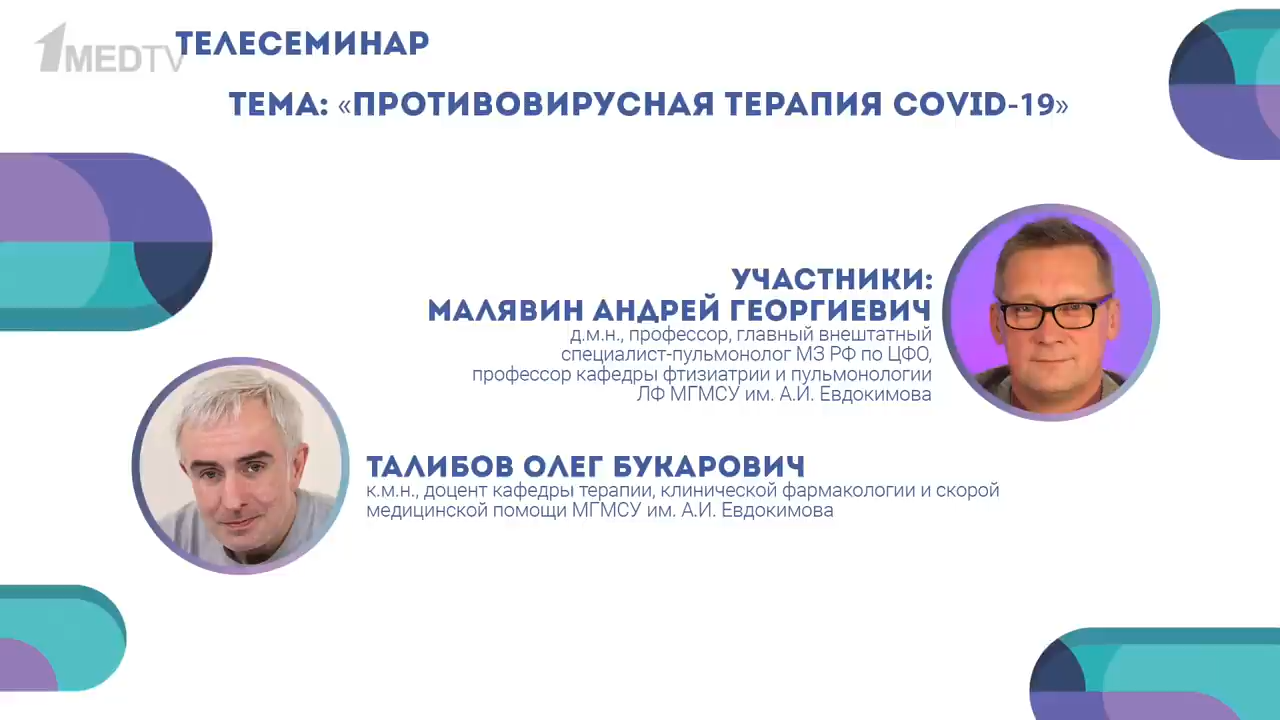 1MEDTV
ТЕЛЕСЕМИНАР
ТЕМА: «ПРОТИВОВИРУСНАЯ ТЕРАПИЯ COVID-19»
УЧАСТНИКИ:
МАЛЯВИН АНДРЕЙ ГЕОРГИЕВИЧ
д.м.н., профессор, главный внештатный
специалист-пульмонолог МЗ РФ по ЦФО,
профессор кафедры фтизиатрии и пульмонологии
ЛФ МГМСУ им. А.И. Евдокимова
ТАЛИБОВ ОЛЕГ БУКАРОВИЧ
к.м.н., доцент кафедры терапии, клинической фармакологии и скорой
медицинской помощи МГМСУ им. А.И. Евдокимова